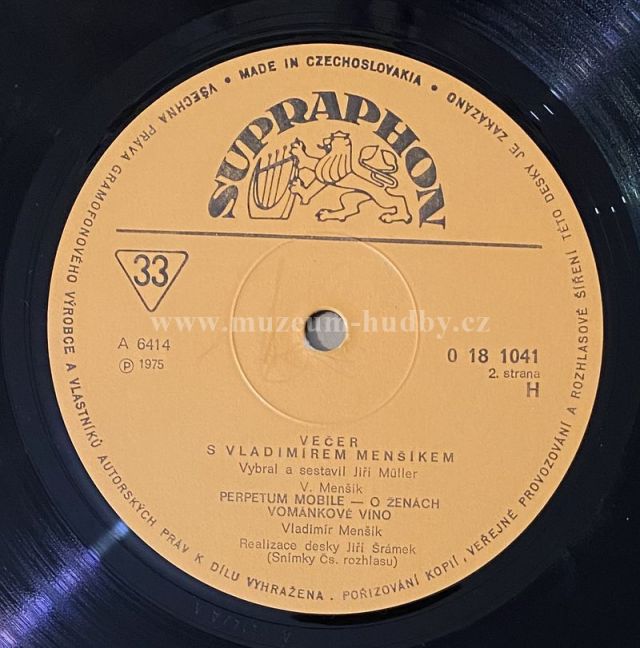 VŠECHNA PRÁVA GRAMOFONOVÉHO VÝROBCE A VLASTNÍKŮ AUTORSKÝCH PRÁV K DÍLU VYHRAŽENA. POŘIZOVÁNÍ KOPIÍ, VEŘEJNÉ PROVOZOVÁNÍ A ROZHLASOVÉ ŠÍŘENÍ TÉTO DESKY JE ZAKÁZÁNO
• MADE IN CZECHOSLOVAKIA •
SUPRAPHON
33
www.muzeum-hudby.cz
A 6414
Ⓟ 1975
0 18 1041
2. strana
H
VEČER
S VLADIMÍREM MENŠÍKEM
Vybral a sestavil Jiří Müller
V. Menšík
PERPETUM MOBILE — O ŽENÁCH
VOMÁNKOVÉ VÍNO
Vladimír Menšík
Realizace desky Jiří Šrámek
(Snímky Čs. rozhlasu)